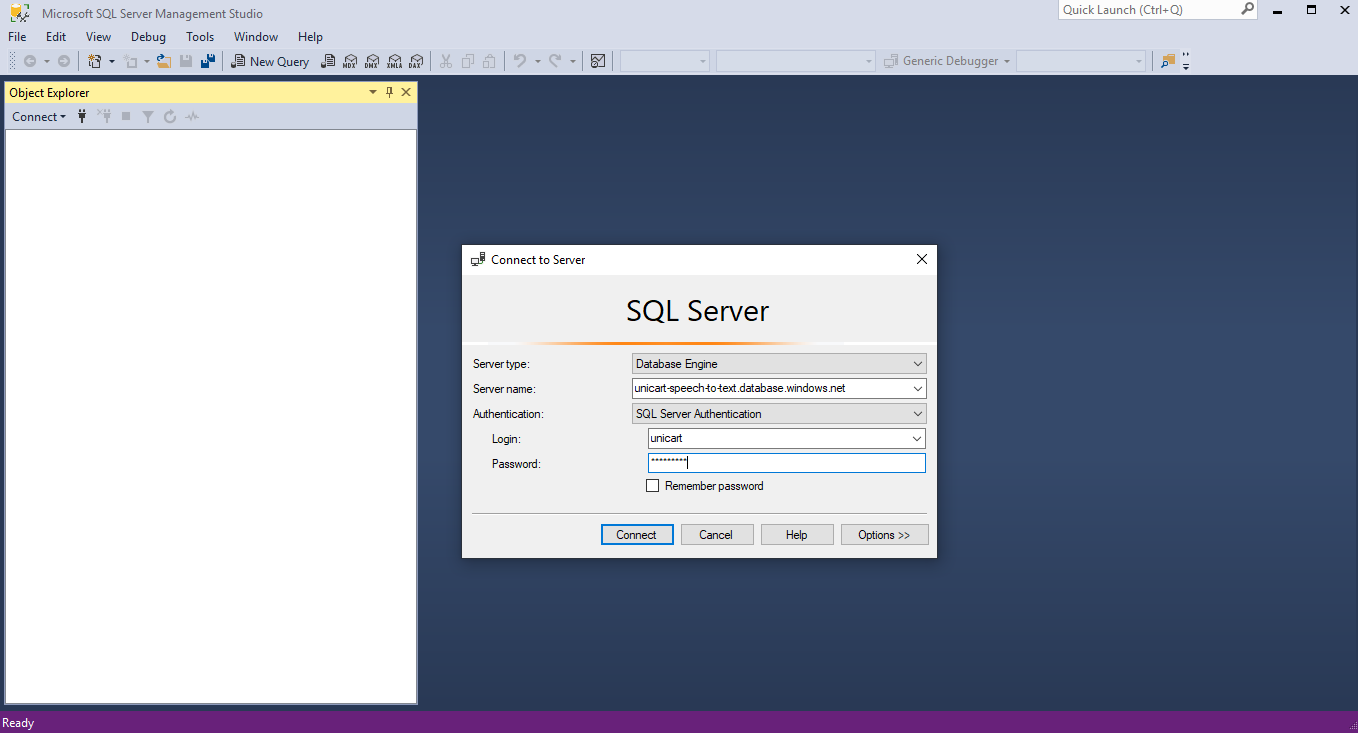 Microsoft SQL Server Management Studio
Quick Launch (Ctrl+Q)
File Edit View Debug Tools Window Help
New Query MDX DMX XMLA DAX Generic Debugger
Object Explorer
Connect
Connect to Server
SQL Server
Server type: Database Engine
Server name: unicart-speech-to-text.database.windows.net
Authentication: SQL Server Authentication
Login: unicart
Password: *********
Remember password
Connect Cancel Help Options >>
Ready